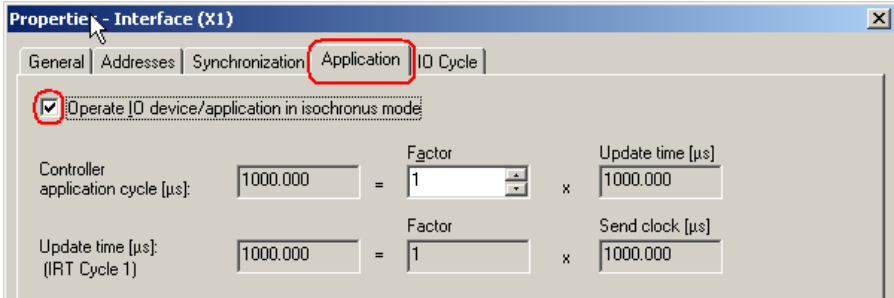 Properties - Interface (X1)
General Addresses Synchronization Application IO Cycle
Operate IO device/application in isochronus mode
Factor Update time [µs]
Controller
application cycle [µs]: 1000.000 = 1 x 1000.000
Factor Send clock [µs]
Update time [µs]: 1000.000 = 1 x 1000.000
(IRT Cycle 1)